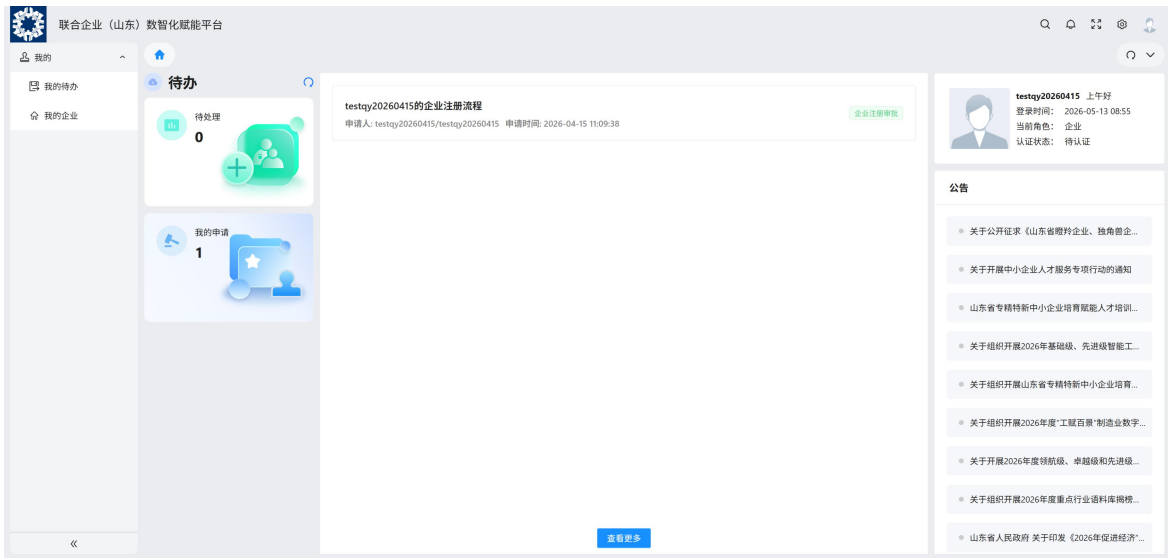 联合企业（山东）数智化赋能平台
我的
我的待办
我的企业
待办
待处理
0
我的申请
1
testqy20260415的企业注册流程
申请人: testqy20260415/testqy20260415 申请时间: 2026-04-15 11:09:38
企业注册审批
查看更多
testqy20260415 上午好
登录时间： 2026-05-13 08:55
当前角色： 企业
认证状态： 待认证
公告
关于公开征求《山东省瞪羚企业、独角兽企...
关于开展中小企业人才服务专项行动的通知
山东省专精特新中小企业培育赋能人才培训...
关于组织开展2026年基础级、先进级智能工...
关于组织开展山东省专精特新中小企业培育...
关于组织开展2026年度“工赋百景”制造业数字...
关于开展2026年度领航级、卓越级和先进级...
关于组织开展2026年度重点行业语料库揭榜...
山东省人民政府 关于印发《2026年促进经济“...